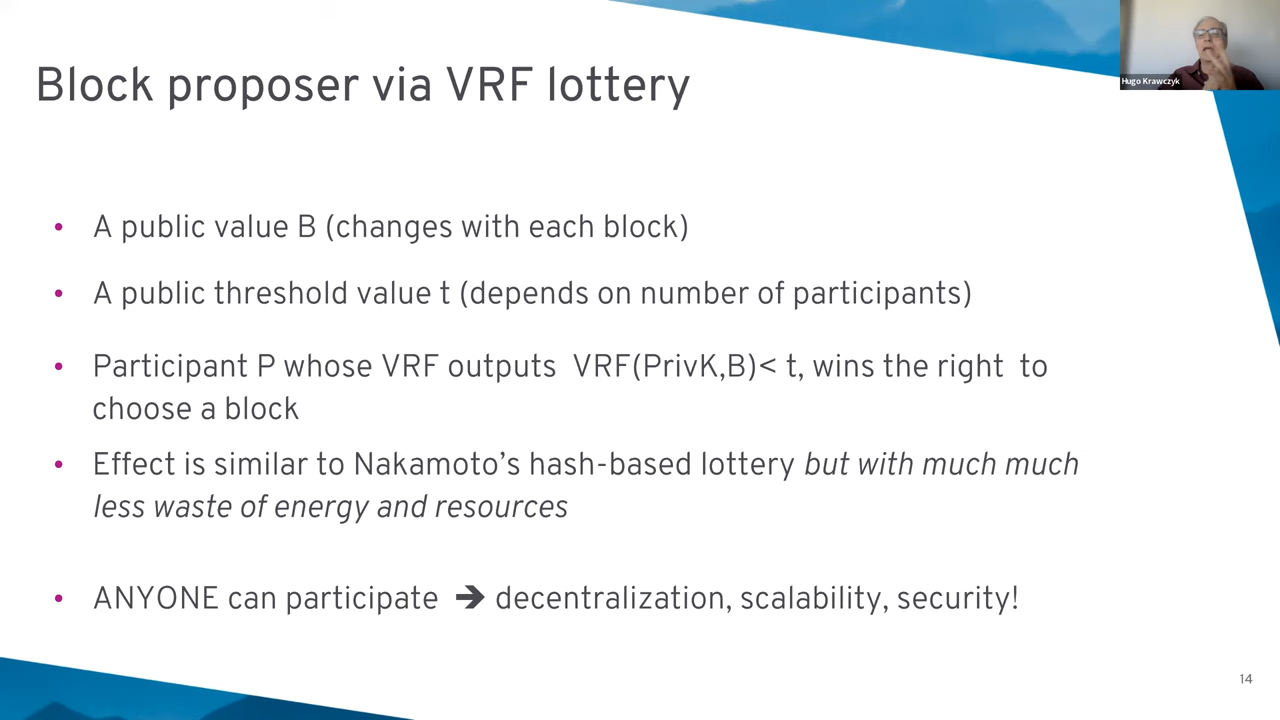 Block proposer via VRF lottery
Hugo Krawczyk
• A public value B (changes with each block)
• A public threshold value t (depends on number of participants)
• Participant P whose VRF outputs VRF(PrivK,B)< t, wins the right to
choose a block
• Effect is similar to Nakamoto's hash-based lottery but with much much
less waste of energy and resources
• ANYONE can participate ➔ decentralization, scalability, security!
14